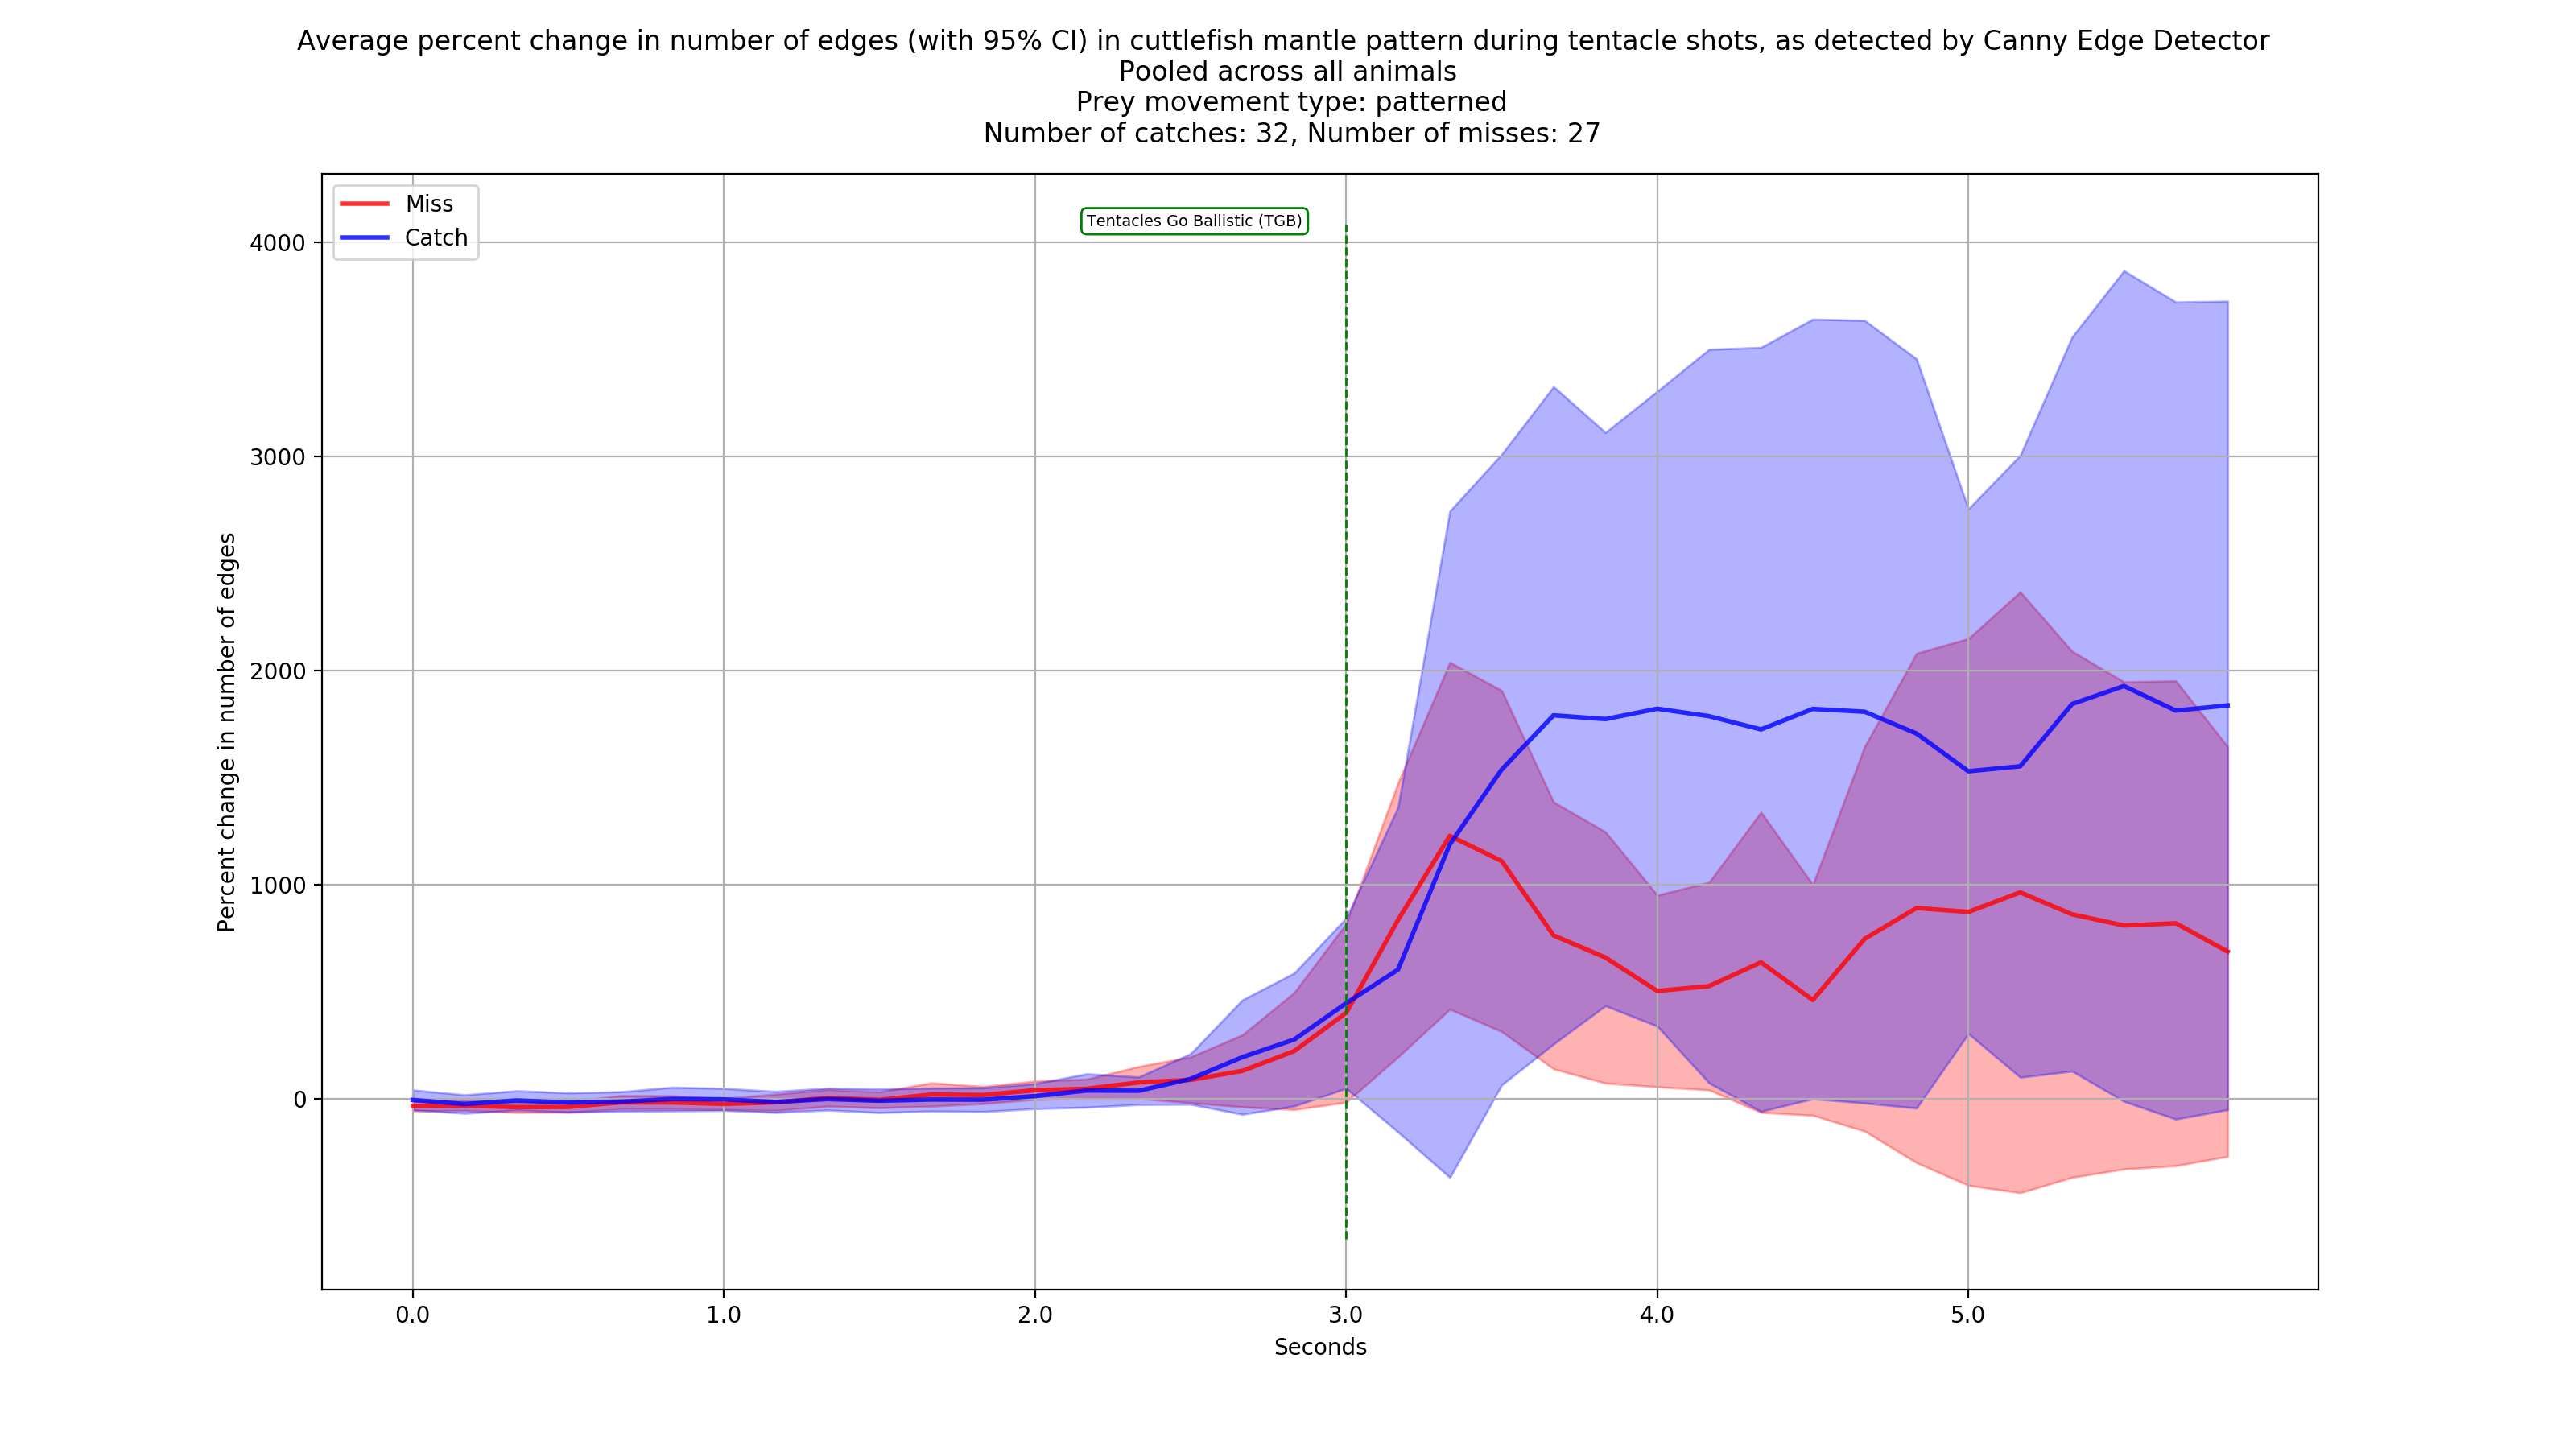 Average percent change in number of edges (with 95% CI) in cuttlefish mantle pattern during tentacle shots, as detected by Canny Edge Detector
Pooled across all animals
Prey movement type: patterned
Number of catches: 32, Number of misses: 27
Miss
Catch
Tentacles Go Ballistic (TGB)
4000
3000
2000
1000
0
Percent change in number of edges
0.0 1.0 2.0 3.0 4.0 5.0
Seconds